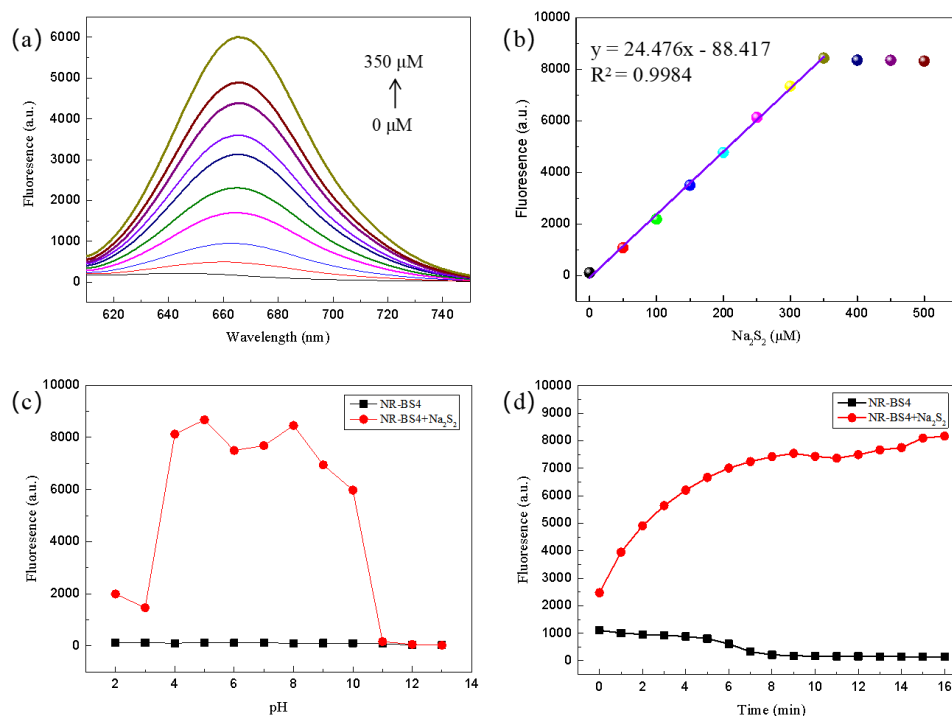 (a)
6000
5000
4000
3000
2000
1000
0
Fluoresence (a.u.)
350 μM
0 μM
620 640 660 680 700 720 740
Wavelength (nm)
(b)
10000
8000
6000
4000
2000
0
Fluoresence (a.u.)
y = 24.476x - 88.417
R² = 0.9984
0 100 200 300 400 500
Na₂S₂ (μM)
(c)
10000
8000
6000
4000
2000
0
Fluoresence (a.u.)
NR-BS4
NR-BS4+Na₂S₂
2 4 6 8 10 12 14
pH
(d)
10000
9000
8000
7000
6000
5000
4000
3000
2000
1000
0
Fluoresence (a.u.)
NR-BS4
NR-BS4+Na₂S₂
0 2 4 6 8 10 12 14 16
Time (min)